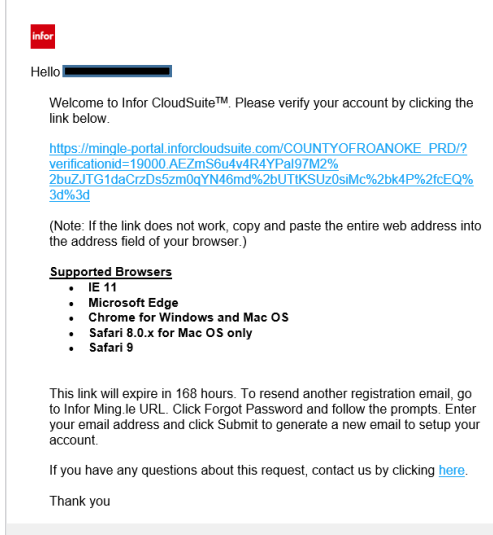 infor
Hello
Welcome to Infor CloudSuite™. Please verify your account by clicking the
link below.
https://mingle-portal.inforcloudsuite.com/COUNTYOFROANOKE_PRD/?
verificationid=19000.AEZmS6u4v4R4YPaI97M2%
2buZJTG1daCrzDs5zm0qYN46md%2bUTtKSUz0siMc%2bk4P%2fcEQ%
3d%3d
(Note: If the link does not work, copy and paste the entire web address into
the address field of your browser.)
Supported Browsers
• IE 11
• Microsoft Edge
• Chrome for Windows and Mac OS
• Safari 8.0.x for Mac OS only
• Safari 9
This link will expire in 168 hours. To resend another registration email, go
to Infor Ming.le URL. Click Forgot Password and follow the prompts. Enter
your email address and click Submit to generate a new email to setup your
account.
If you have any questions about this request, contact us by clicking here.
Thank you